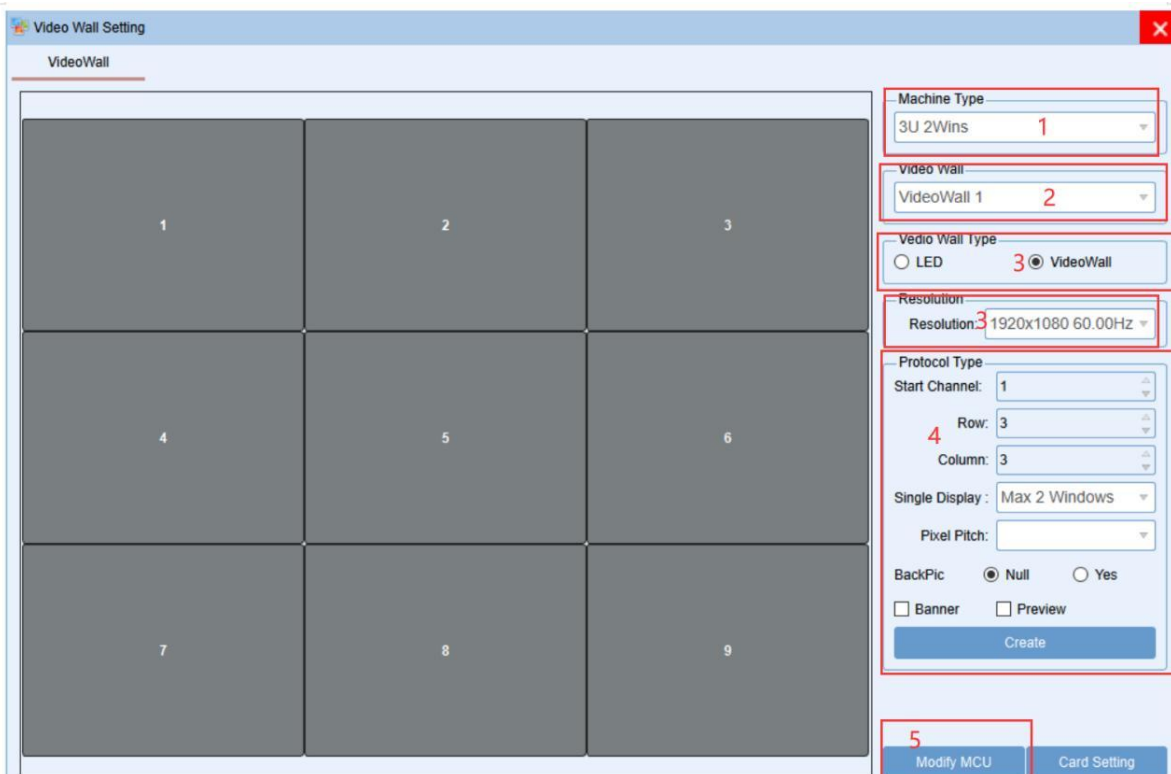 Video Wall Setting
VideoWall
1 2 3
4 5 6
7 8 9
Machine Type
3U 2Wins 1
Video Wall
VideoWall 1 2
Vedio Wall Type
LED 3 VideoWall
Resolution
Resolution: 3 1920x1080 60.00Hz
Protocol Type
Start Channel: 1
Row: 3
4
Column: 3
Single Display : Max 2 Windows
Pixel Pitch:
BackPic Null Yes
Banner Preview
Create
5
Modify MCU Card Setting